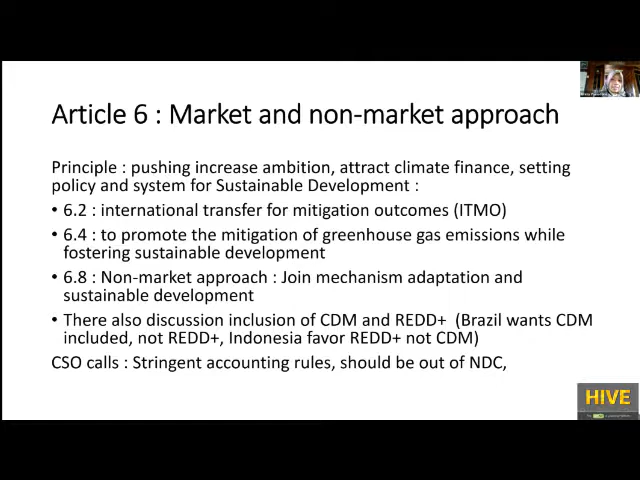 Article 6 : Market and non-market approach
Principle : pushing increase ambition, attract climate finance, setting
policy and system for Sustainable Development :
• 6.2 : international transfer for mitigation outcomes (ITMO)
• 6.4 : to promote the mitigation of greenhouse gas emissions while
fostering sustainable development
• 6.8 : Non-market approach : Join mechanism adaptation and
sustainable development
• There also discussion inclusion of CDM and REDD+ (Brazil wants CDM
included, not REDD+, Indonesia favor REDD+ not CDM)
CSO calls : Stringent accounting rules, should be out of NDC,
HIVE